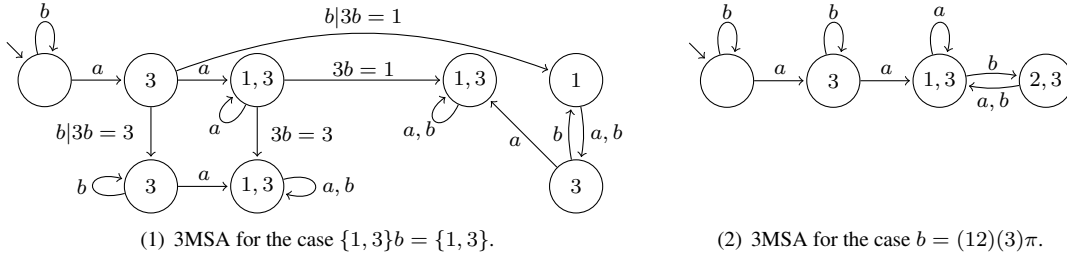 b
b|3b = 1
a
3
a
1, 3
3b = 1
1, 3
1
b|3b = 3
a
3b = 3
a, b
a
b
a, b
b
3
a
1, 3
a, b
3
(1) 3MSA for the case {1, 3}b = {1, 3}.
b
b
a
a
3
a
1, 3
b
a, b
2, 3
(2) 3MSA for the case b = (12)(3)π.